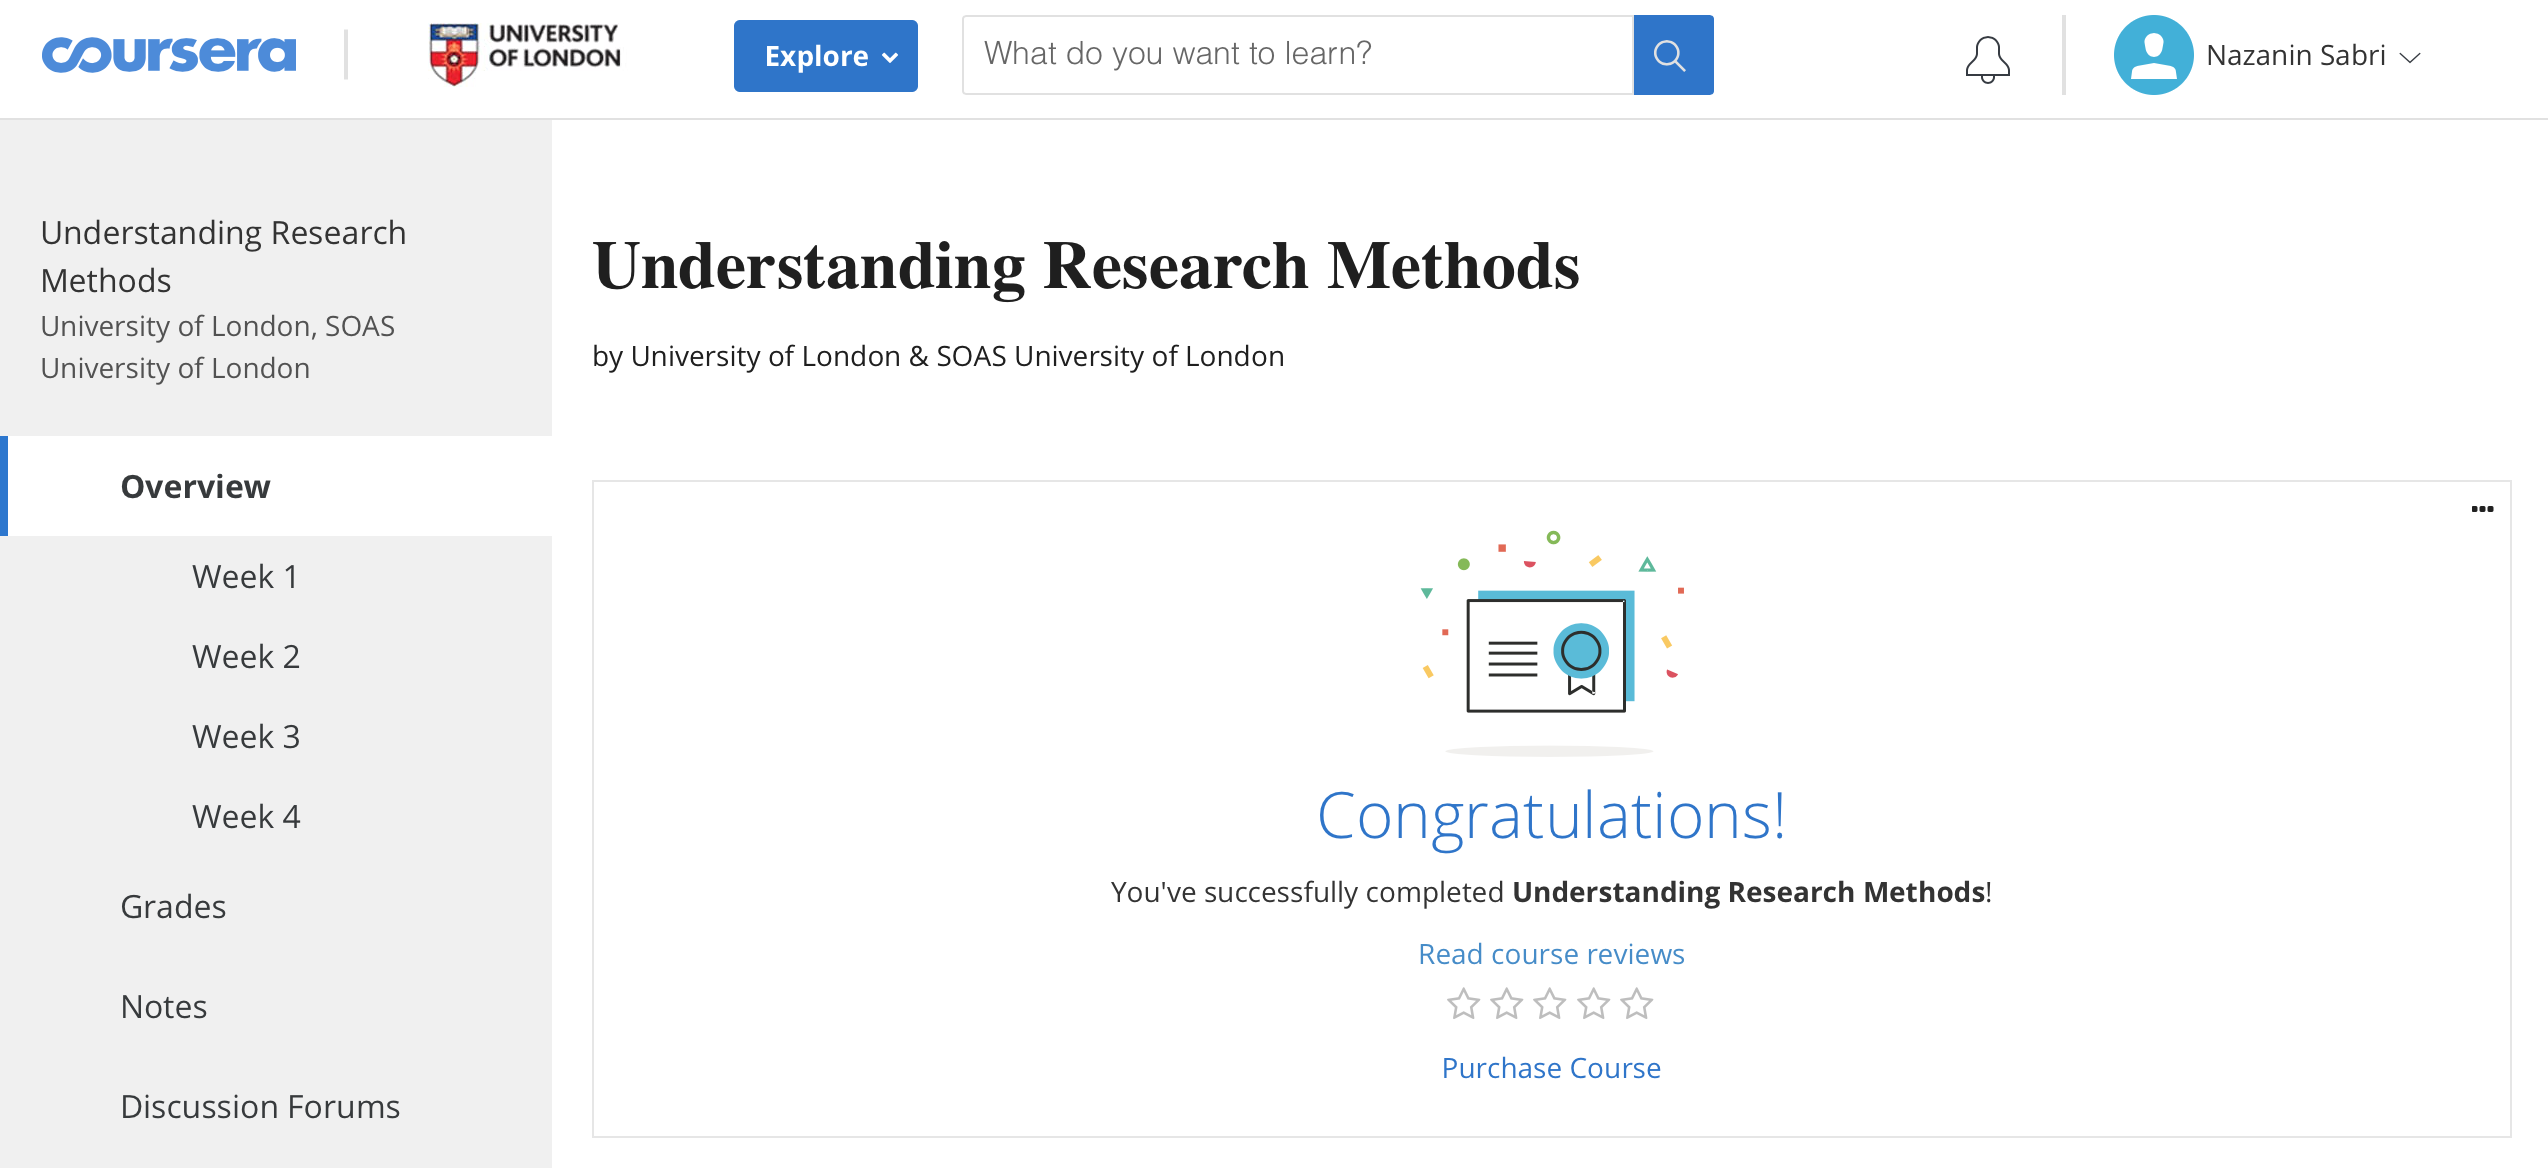 coursera
UNIVERSITY
OF LONDON
Explore
What do you want to learn?
Nazanin Sabri
Understanding Research
Methods
University of London, SOAS
University of London
Overview
Week 1
Week 2
Week 3
Week 4
Grades
Notes
Discussion Forums
Understanding Research Methods
by University of London & SOAS University of London
Congratulations!
You've successfully completed Understanding Research Methods!
Read course reviews
Purchase Course